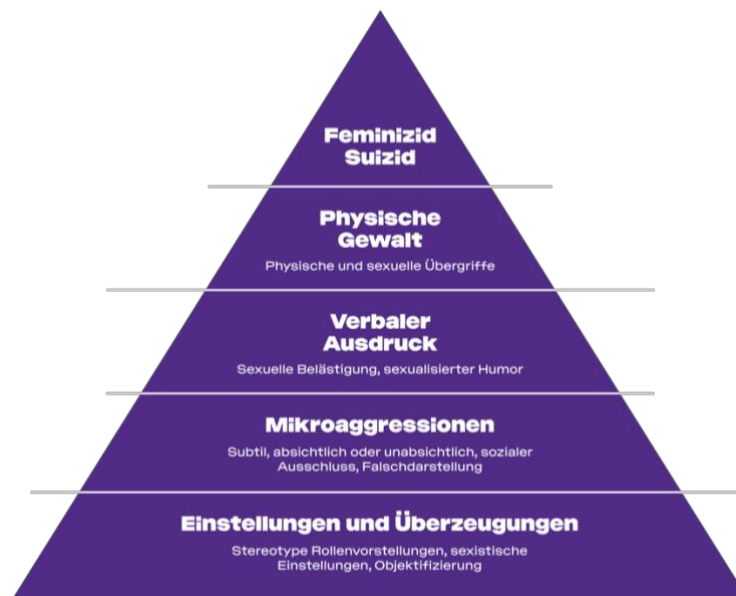 Feminizid
Suizid
Physische
Gewalt
Physische und sexuelle Übergriffe
Verbaler
Ausdruck
Sexuelle Belästigung, sexualisierter Humor
Mikroaggressionen
Subtil, absichtlich oder unabsichtlich, sozialer
Ausschluss, Falschdarstellung
Einstellungen und Überzeugungen
Stereotype Rollenvorstellungen, sexistische
Einstellungen, Objektifizierung